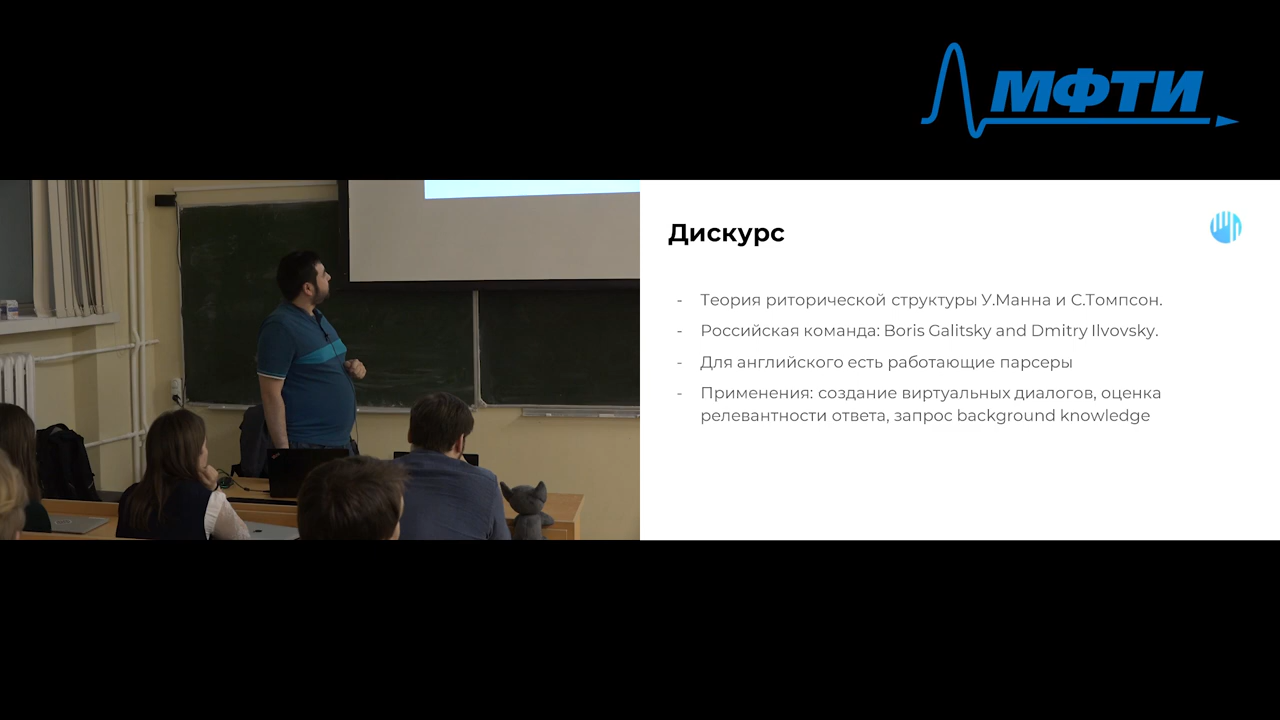 МФТИ
Дискурс
- Теория риторической структуры У.Манна и С.Томпсон.
- Российская команда: Boris Galitsky and Dmitry Ilvovsky.
- Для английского есть работающие парсеры
- Применения: создание виртуальных диалогов, оценка
релевантности ответа, запрос background knowledge